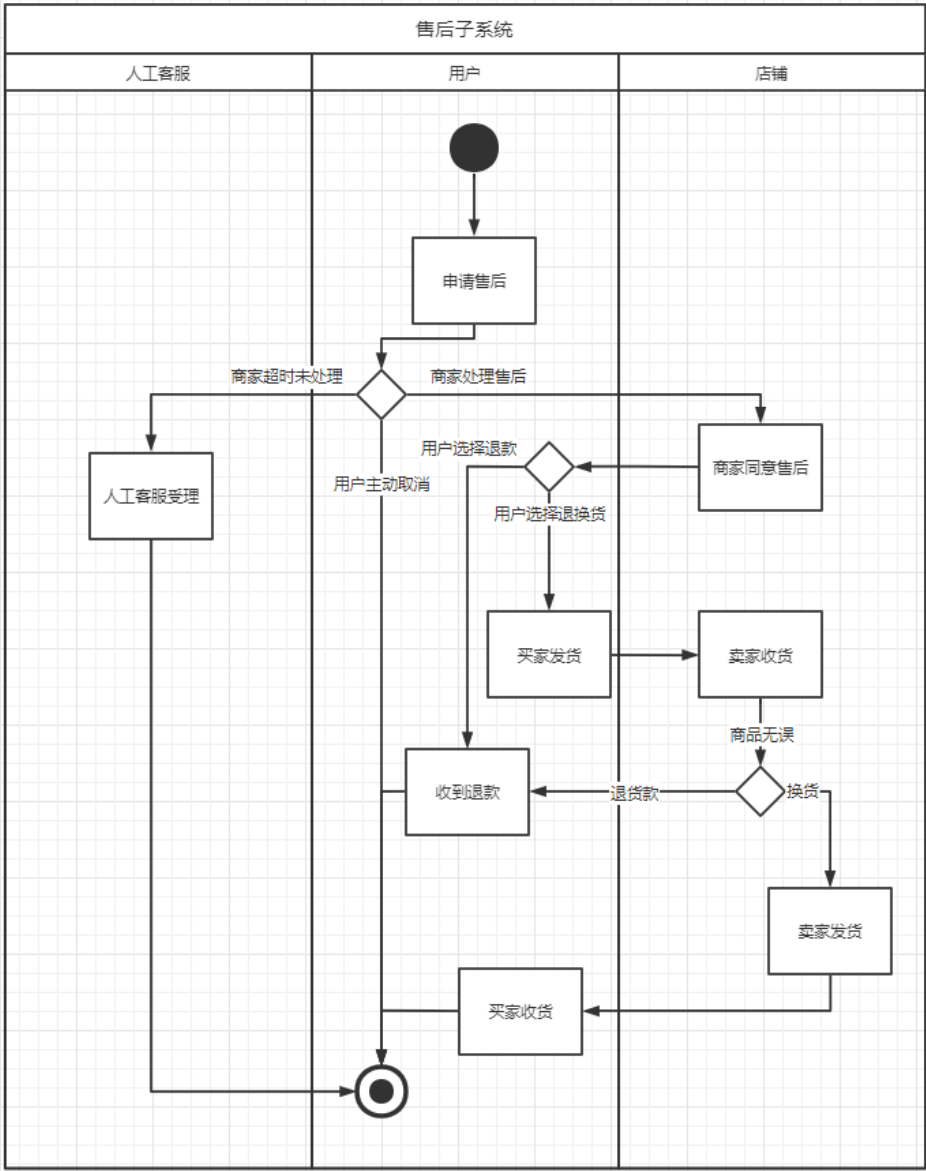 售后子系统
人工客服
用户
店铺
申请售后
商家超时未处理
商家处理售后
用户选择退款
商家同意售后
用户主动取消
人工客服受理
用户选择退换货
买家发货
卖家收货
商品无误
收到退款
退货款
换货
卖家发货
买家收货